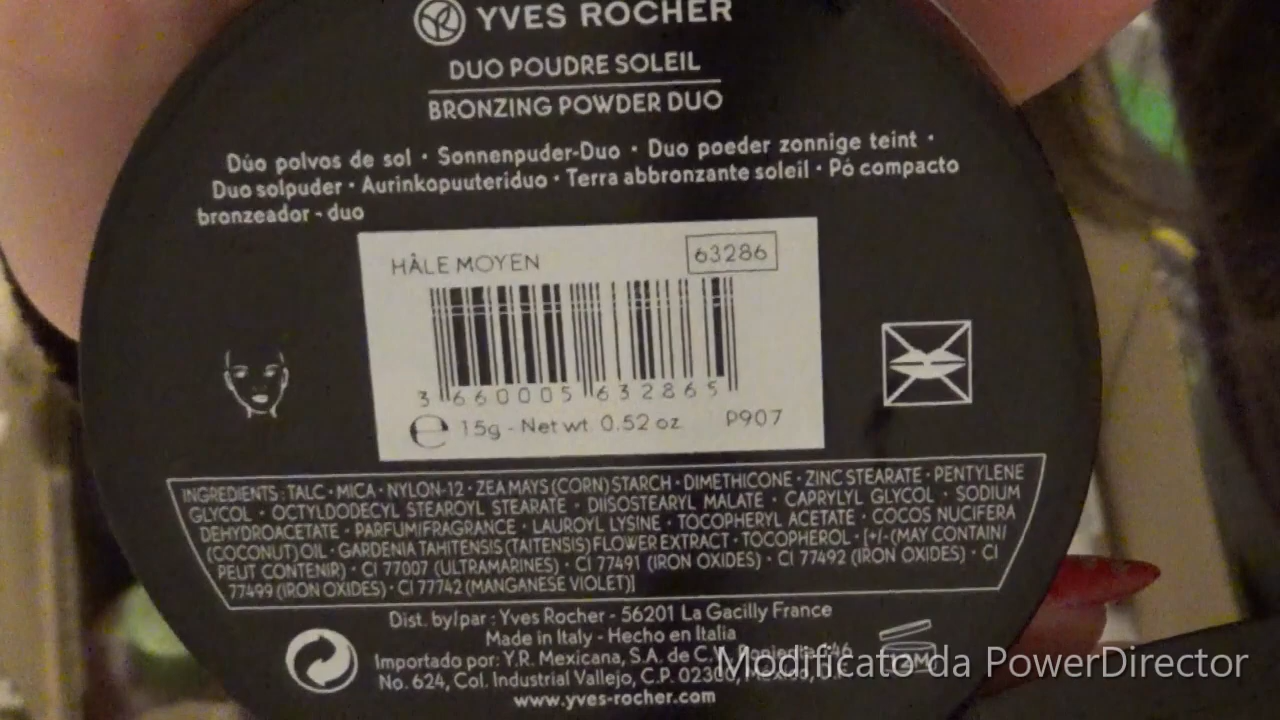 YVES ROCHER
DUO POUDRE SOLEIL
BRONZING POWDER DUO
Dúo polvos de sol · Sonnenpuder-Duo · Duo poeder zonnige teint ·
Duo solpuder · Aurinkopuuteriduo · Terra abbronzante soleil · Pó compacto
bronzeador - duo
HÂLE MOYEN
63286
3 660005 632865
e 15g - Net wt. 0.52 oz P907
INGREDIENTS : TALC · MICA · NYLON-12 · ZEA MAYS (CORN) STARCH · DIMETHICONE · ZINC STEARATE · PENTYLENE
GLYCOL · OCTYLDODECYL STEAROYL STEARATE · DIISOSTEARYL MALATE · CAPRYLYL GLYCOL · SODIUM
DEHYDROACETATE · PARFUM/FRAGRANCE · LAUROYL LYSINE · TOCOPHERYL ACETATE · COCOS NUCIFERA
(COCONUT) OIL · GARDENIA TAHITENSIS (TAITENSIS) FLOWER EXTRACT · TOCOPHEROL · [+/-(MAY CONTAIN/
PEUT CONTENIR) · CI 77007 (ULTRAMARINES) · CI 77491 (IRON OXIDES) · CI 77492 (IRON OXIDES) · CI
77499 (IRON OXIDES) · CI 77742 (MANGANESE VIOLET)]
Dist. by/par : Yves Rocher - 56201 La Gacilly France
Made in Italy - Hecho en Italia
Importado por: Y.R. Mexicana, S.A. de C.V.
No. 624, Col. Industrial Vallejo, C.P. México,
www.yves-rocher.com
12M
Modificato da PowerDirector